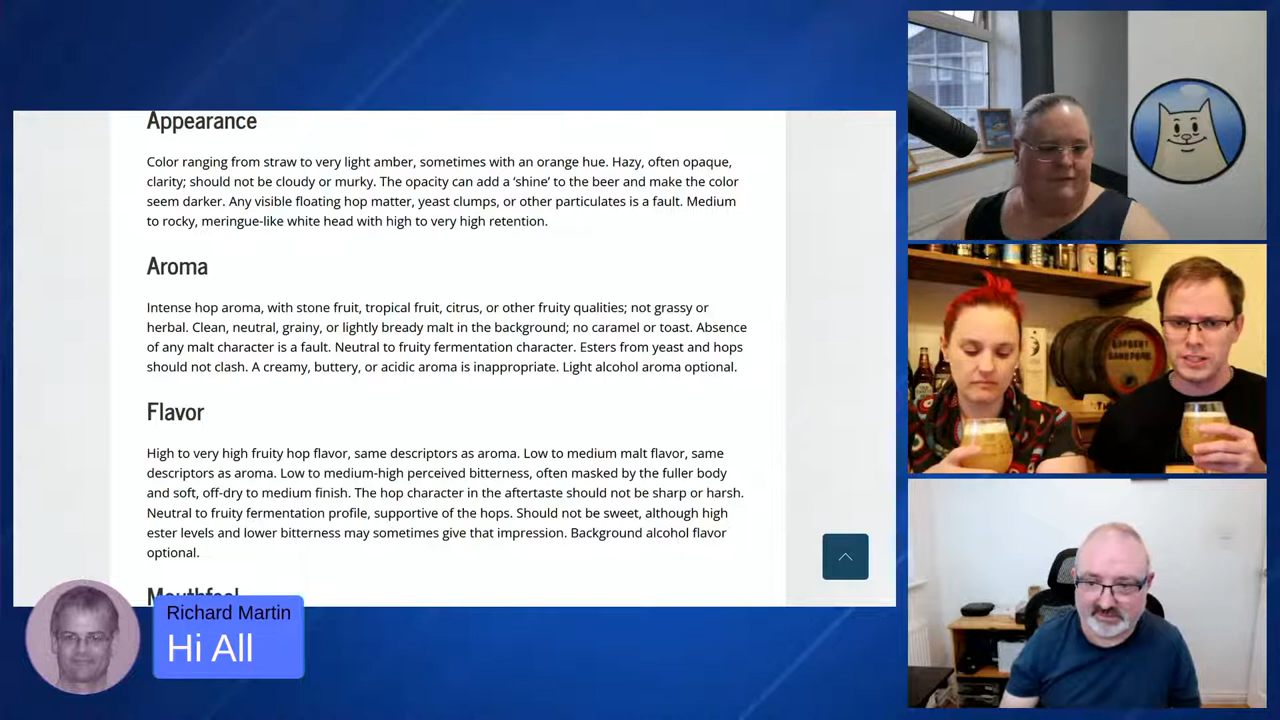 Appearance
Color ranging from straw to very light amber, sometimes with an orange hue. Hazy, often opaque,
clarity; should not be cloudy or murky. The opacity can add a ‘shine’ to the beer and make the color
seem darker. Any visible floating hop matter, yeast clumps, or other particulates is a fault. Medium
to rocky, meringue-like white head with high to very high retention.
Aroma
Intense hop aroma, with stone fruit, tropical fruit, citrus, or other fruity qualities; not grassy or
herbal. Clean, neutral, grainy, or lightly bready malt in the background; no caramel or toast. Absence
of any malt character is a fault. Neutral to fruity fermentation character. Esters from yeast and hops
should not clash. A creamy, buttery, or acidic aroma is inappropriate. Light alcohol aroma optional.
Flavor
High to very high fruity hop flavor, same descriptors as aroma. Low to medium malt flavor, same
descriptors as aroma. Low to medium-high perceived bitterness, often masked by the fuller body
and soft, off-dry to medium finish. The hop character in the aftertaste should not be sharp or harsh.
Neutral to fruity fermentation profile, supportive of the hops. Should not be sweet, although high
ester levels and lower bitterness may sometimes give that impression. Background alcohol flavor
optional.
Mouthfeel
Richard Martin
Hi All